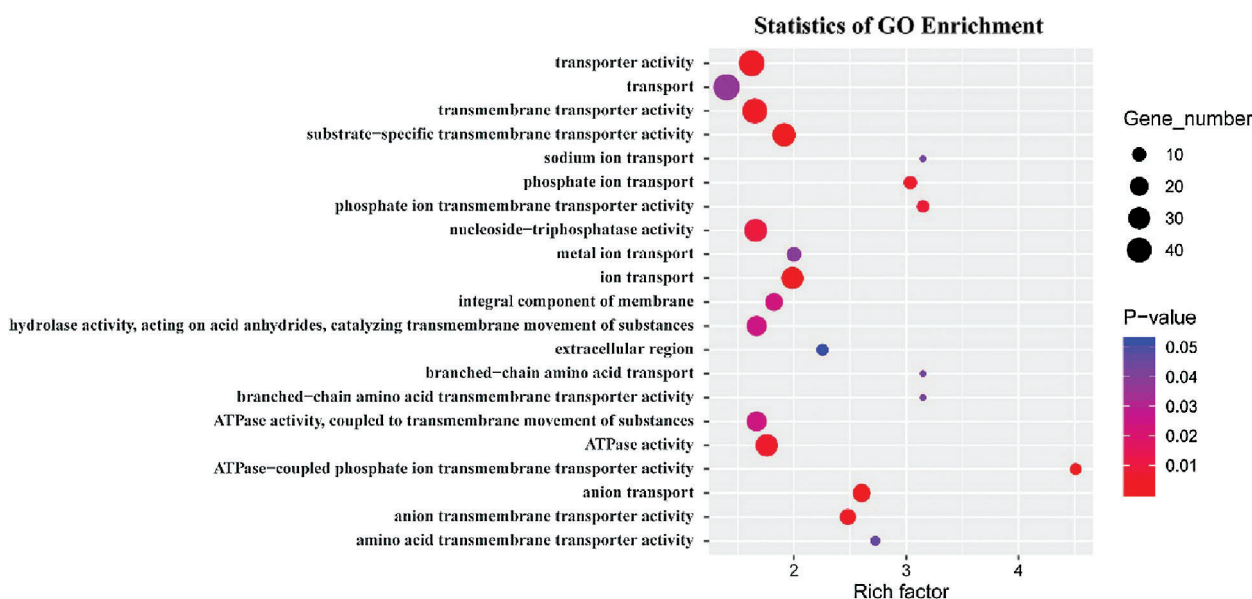 Statistics of GO Enrichment
transporter activity
transport
transmembrane transporter activity
substrate−specific transmembrane transporter activity
sodium ion transport
phosphate ion transport
phosphate ion transmembrane transporter activity
nucleoside−triphosphatase activity
metal ion transport
ion transport
integral component of membrane
hydrolase activity, acting on acid anhydrides, catalyzing transmembrane movement of substances
extracellular region
branched−chain amino acid transport
branched−chain amino acid transmembrane transporter activity
ATPase activity, coupled to transmembrane movement of substances
ATPase activity
ATPase−coupled phosphate ion transmembrane transporter activity
anion transport
anion transmembrane transporter activity
amino acid transmembrane transporter activity
2 3 4
Rich factor
Gene_number
10
20
30
40
P−value
0.05
0.04
0.03
0.02
0.01